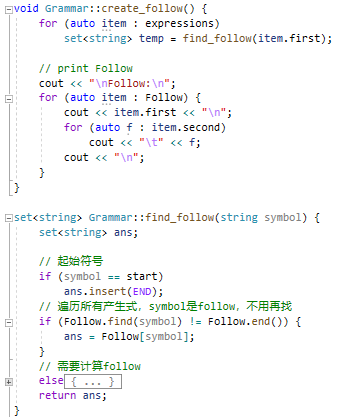 void Grammar::create_follow() {
for (auto item : expressions)
set<string> temp = find_follow(item.first);
// print Follow
cout << "\nFollow:\n";
for (auto item : Follow) {
cout << item.first << "\n";
for (auto f : item.second)
cout << "\t" << f;
cout << "\n";
}
}
set<string> Grammar::find_follow(string symbol) {
set<string> ans;
// 起始符号
if (symbol == start)
ans.insert(END);
// 遍历所有产生式，symbol是follow，不用再找
if (Follow.find(symbol) != Follow.end()) {
ans = Follow[symbol];
}
// 需要计算follow
else { ... }
return ans;
}